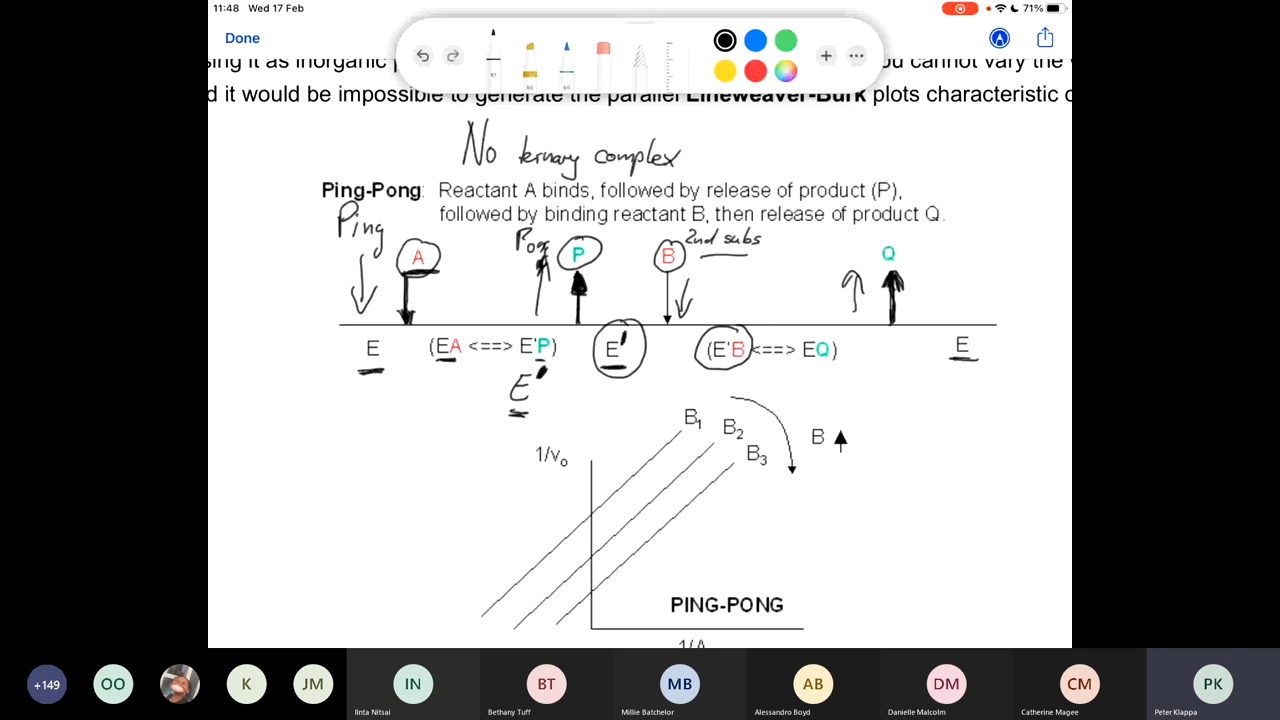 11:48 Wed 17 Feb
71%
Done
sing it as inorganic
ou cannot vary the
d it would be impossible to generate the parallel Lineweaver-Burk plots characteristic
No ternary complex
Ping-Pong: Reactant A binds, followed by release of product (P),
followed by binding reactant B, then release of product Q.
Ping
A
P
B
2nd subs
Q
E
(EA <==> E'P)
E'
(E'B <==> EQ)
E
E'
B1
B2
B3
B
1/vo
PING-PONG
1/A
+149
OO
K
JM
IN
BT
MB
AB
DM
CM
PK
Ilnta Nitsai
Bethany Tuff
Millie Batchelor
Alessandro Boyd
Danielle Malcolm
Catherine Magee
Peter Klappa